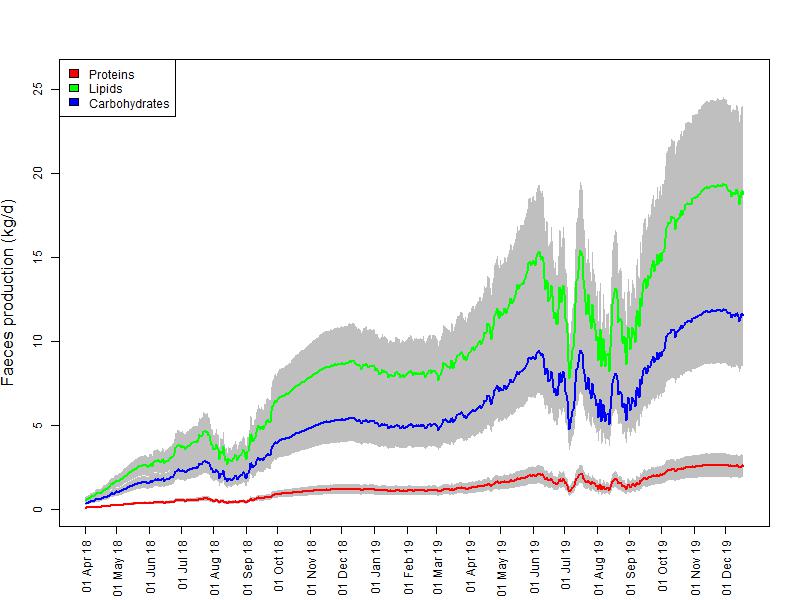 Proteins
Lipids
Carbohydrates
Faeces production (kg/d)
25
20
15
10
5
0
01 Apr 18
01 May 18
01 Jun 18
01 Jul 18
01 Aug 18
01 Sep 18
01 Oct 18
01 Nov 18
01 Dec 18
01 Jan 19
01 Feb 19
01 Mar 19
01 Apr 19
01 May 19
01 Jun 19
01 Jul 19
01 Aug 19
01 Sep 19
01 Oct 19
01 Nov 19
01 Dec 19